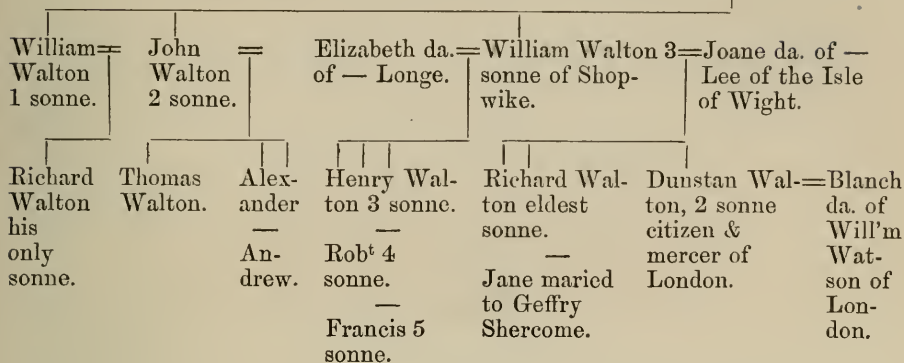 William=
Walton
1 sonne.
John =
Walton
2 sonne.
Elizabeth da.=William Walton 3=Joane da. of —
of — Longe.
sonne of Shop-
wike.
Lee of the Isle
of Wight.
Richard
Walton
his
only
sonne.
Thomas
Walton.
Alex-
ander
—
An-
drew.
Henry Wal-
ton 3 sonne.
—
Robt 4
sonne.
—
Francis 5
sonne.
Richard Wal-
ton eldest
sonne.
—
Jane maried
to Geffry
Shercome.
Dunstan Wal-=Blanch
ton, 2 sonne
citizen &
mercer of
London.
da. of
Will'm
Wat-
son of
Lon-
don.